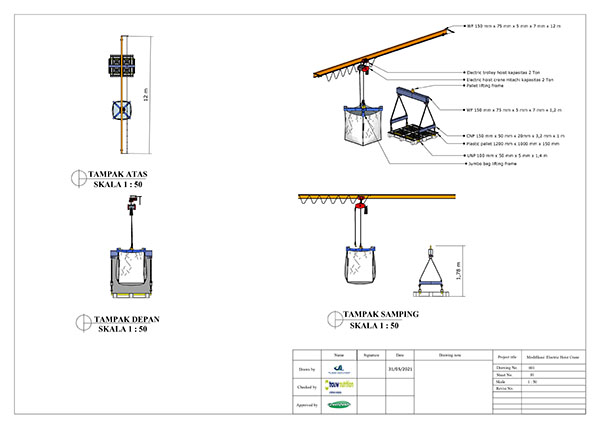 WF 150 mm x 75 mm x 5 mm x 7 mm x 12 m
Electric trolley hoist kapasitas 2 Ton
Electric hoist crane Hitachi kapasitas 2 Ton
Pallet lifting frame
WF 150 mm x 75 mm x 5 mm x 7 mm x 1,2 m
CNP 150 mm x 50 mm x 20mm x 3,2 mm x 1 m
Plastic pallet 1200 mm x 1000 mm x 150 mm
UNP 100 mm x 50 mm x 5 mm x 1,4 m
Jumbo bag lifting frame
12 m
TAMPAK ATAS
SKALA 1 : 50
1,78 m
TAMPAK DEPAN
SKALA 1 : 50
TAMPAK SAMPING
SKALA 1 : 50
Name Signature Date Drawing note
Drawn by 31/05/2021
Checked by trouw nutrition
Approved by
Project title Modifikasi Electric Hoist Crane
Drawing No. 001
Sheet No. 01
Scale 1 : 50
Revisi No.